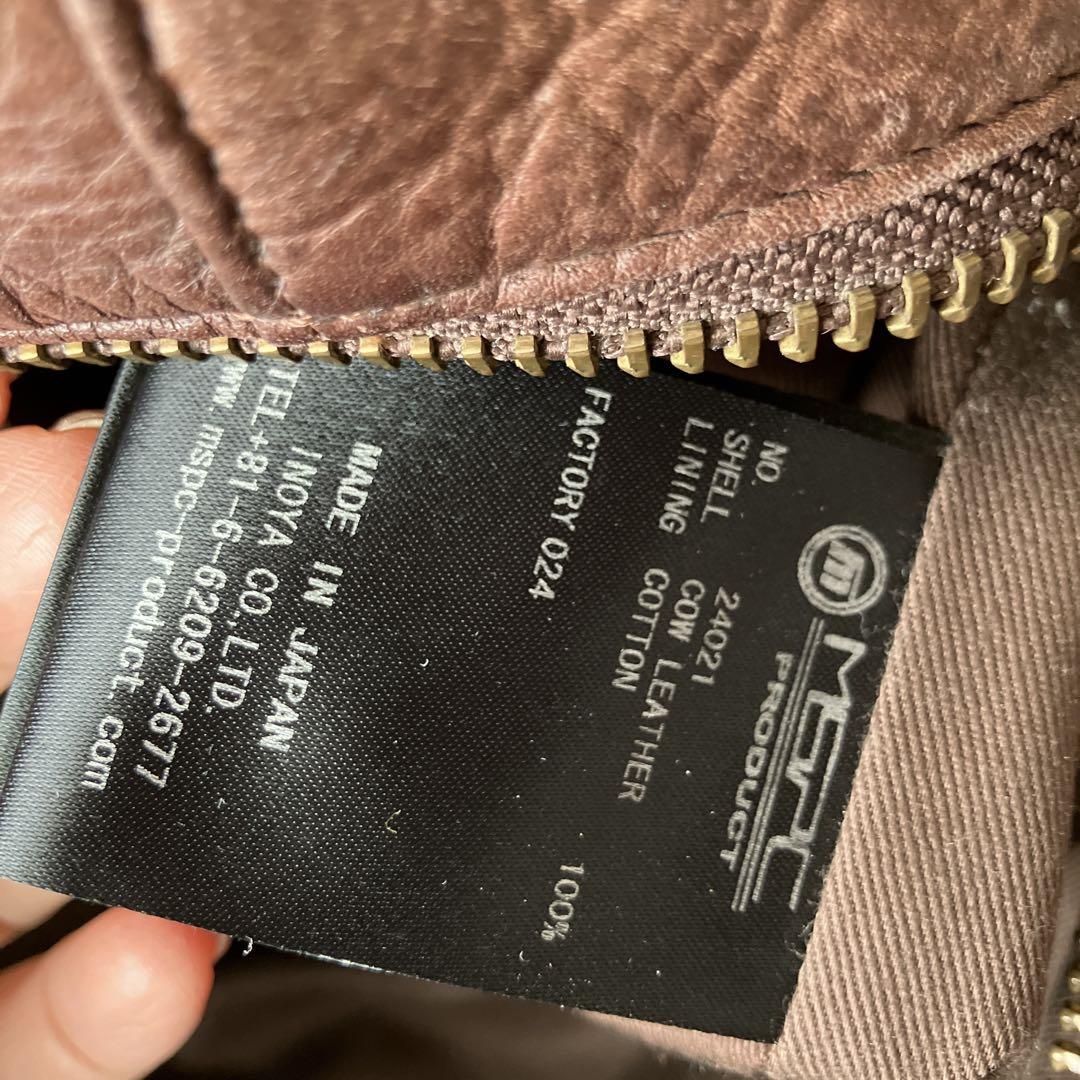 m MSPC
PRODUCT
NO. 24021
SHELL COW LEATHER
LINING COTTON 100%
FACTORY 024
MADE IN JAPAN
INOYA CO.,LTD.
TEL+81-6-6209-2677
www.mspc-product.com